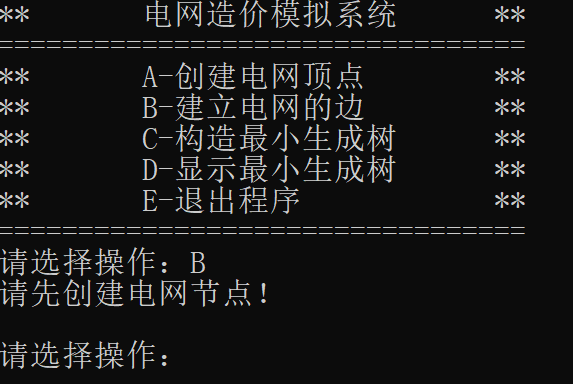 ** 电网造价模拟系统 **
=================================
** A-创建电网顶点 **
** B-建立电网的边 **
** C-构造最小生成树 **
** D-显示最小生成树 **
** E-退出程序 **
=================================
请选择操作：B
请先创建电网节点！
请选择操作：